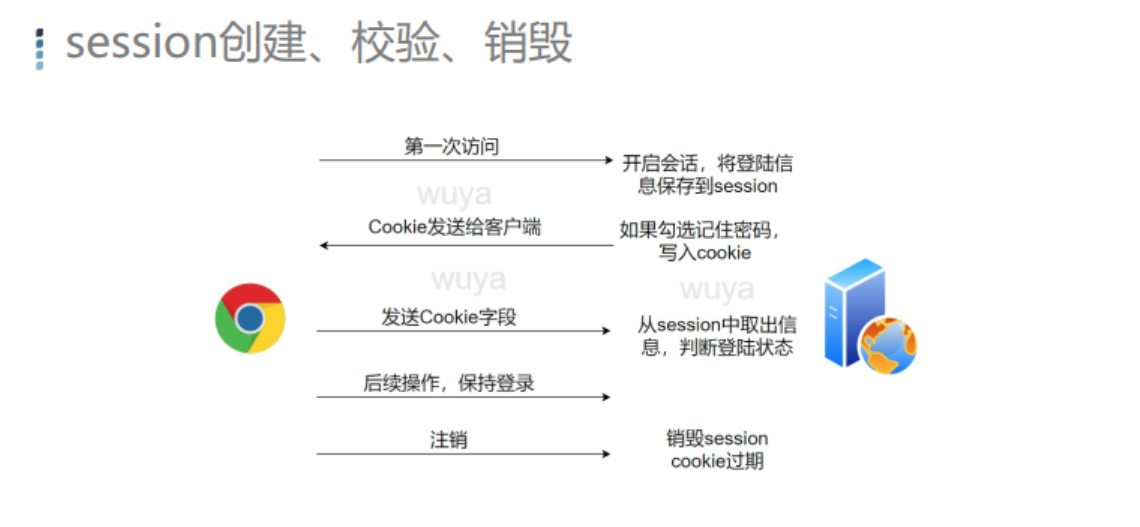 session创建、校验、销毁
第一次访问
开启会话，将登陆信
息保存到session
wuya
Cookie发送给客户端
如果勾选记住密码，
写入cookie
wuya
wuya
发送Cookie字段
从session中取出信
息，判断登陆状态
后续操作，保持登录
注销
销毁session
cookie过期